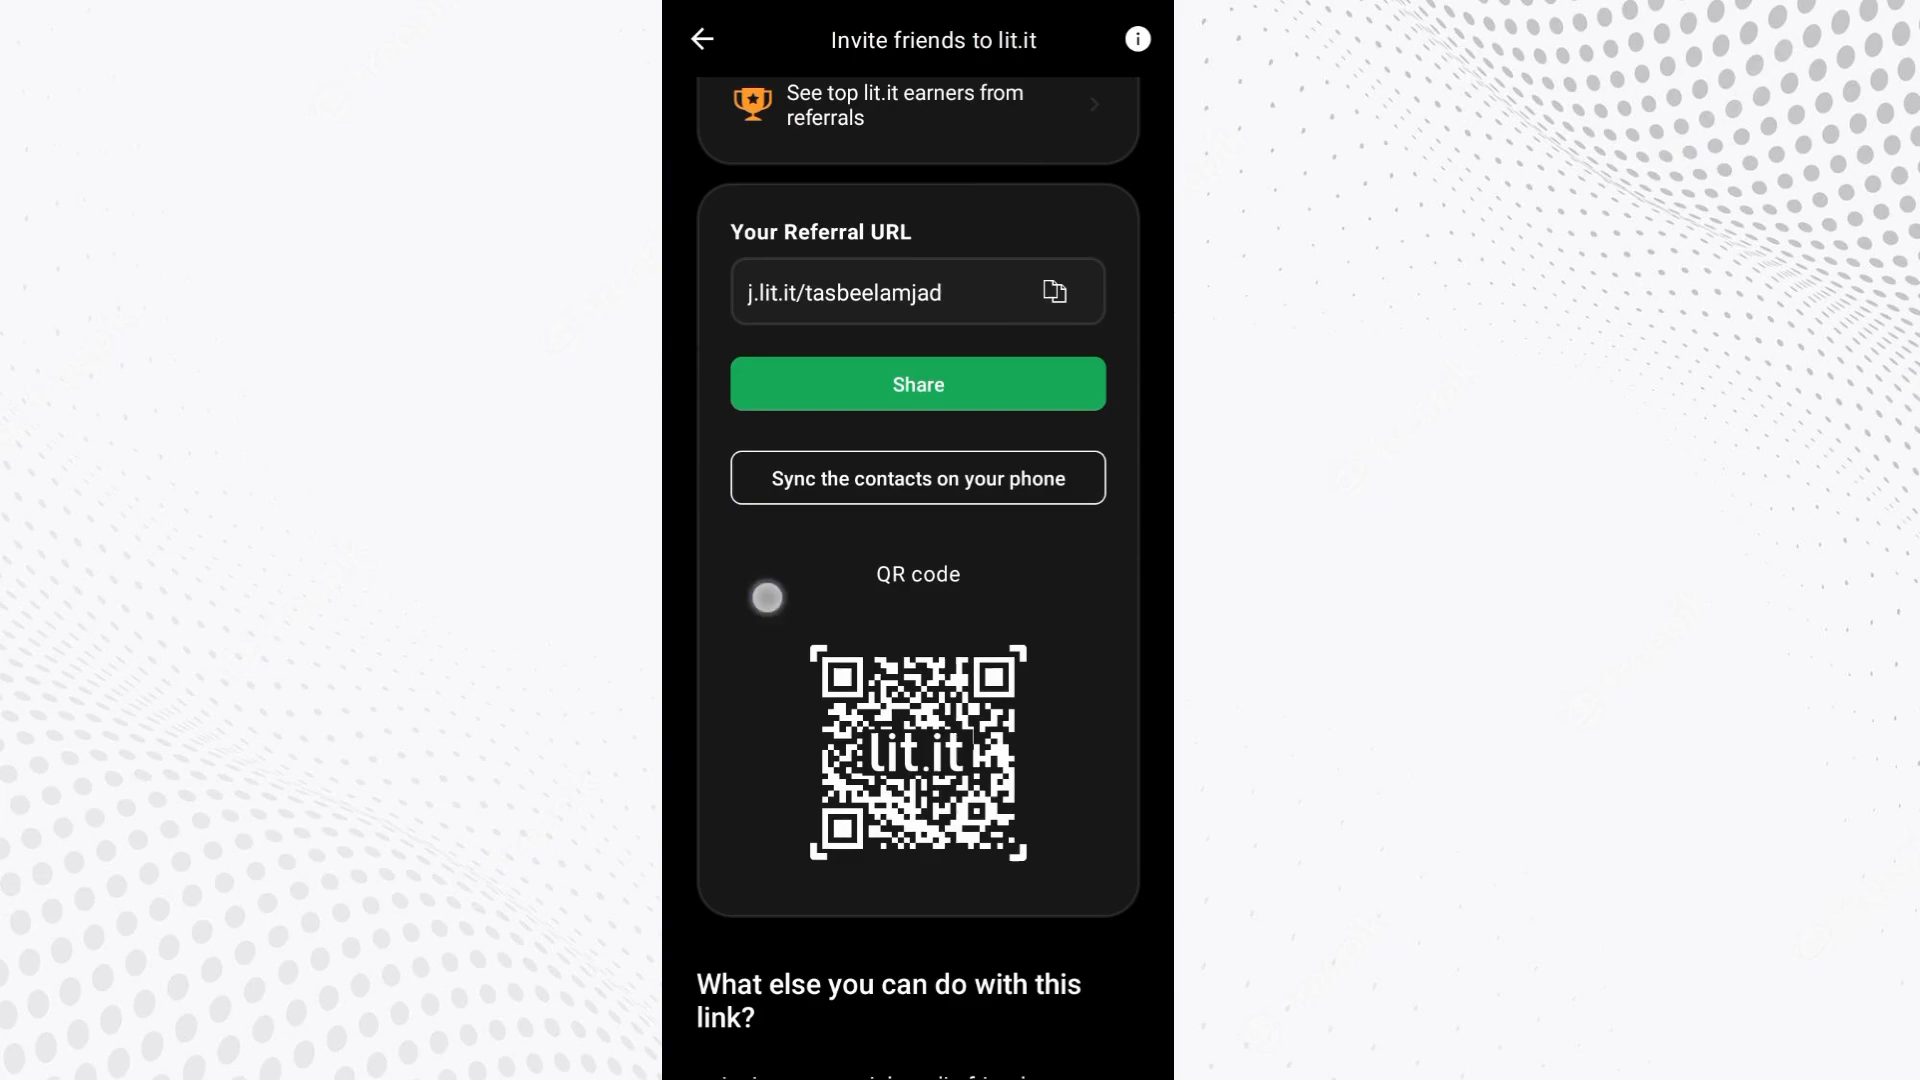 Invite friends to lit.it
See top lit.it earners from
referrals
Your Referral URL
j.lit.it/tasbeelamjad
Share
Sync the contacts on your phone
QR code
lit.it
What else you can do with this
link?